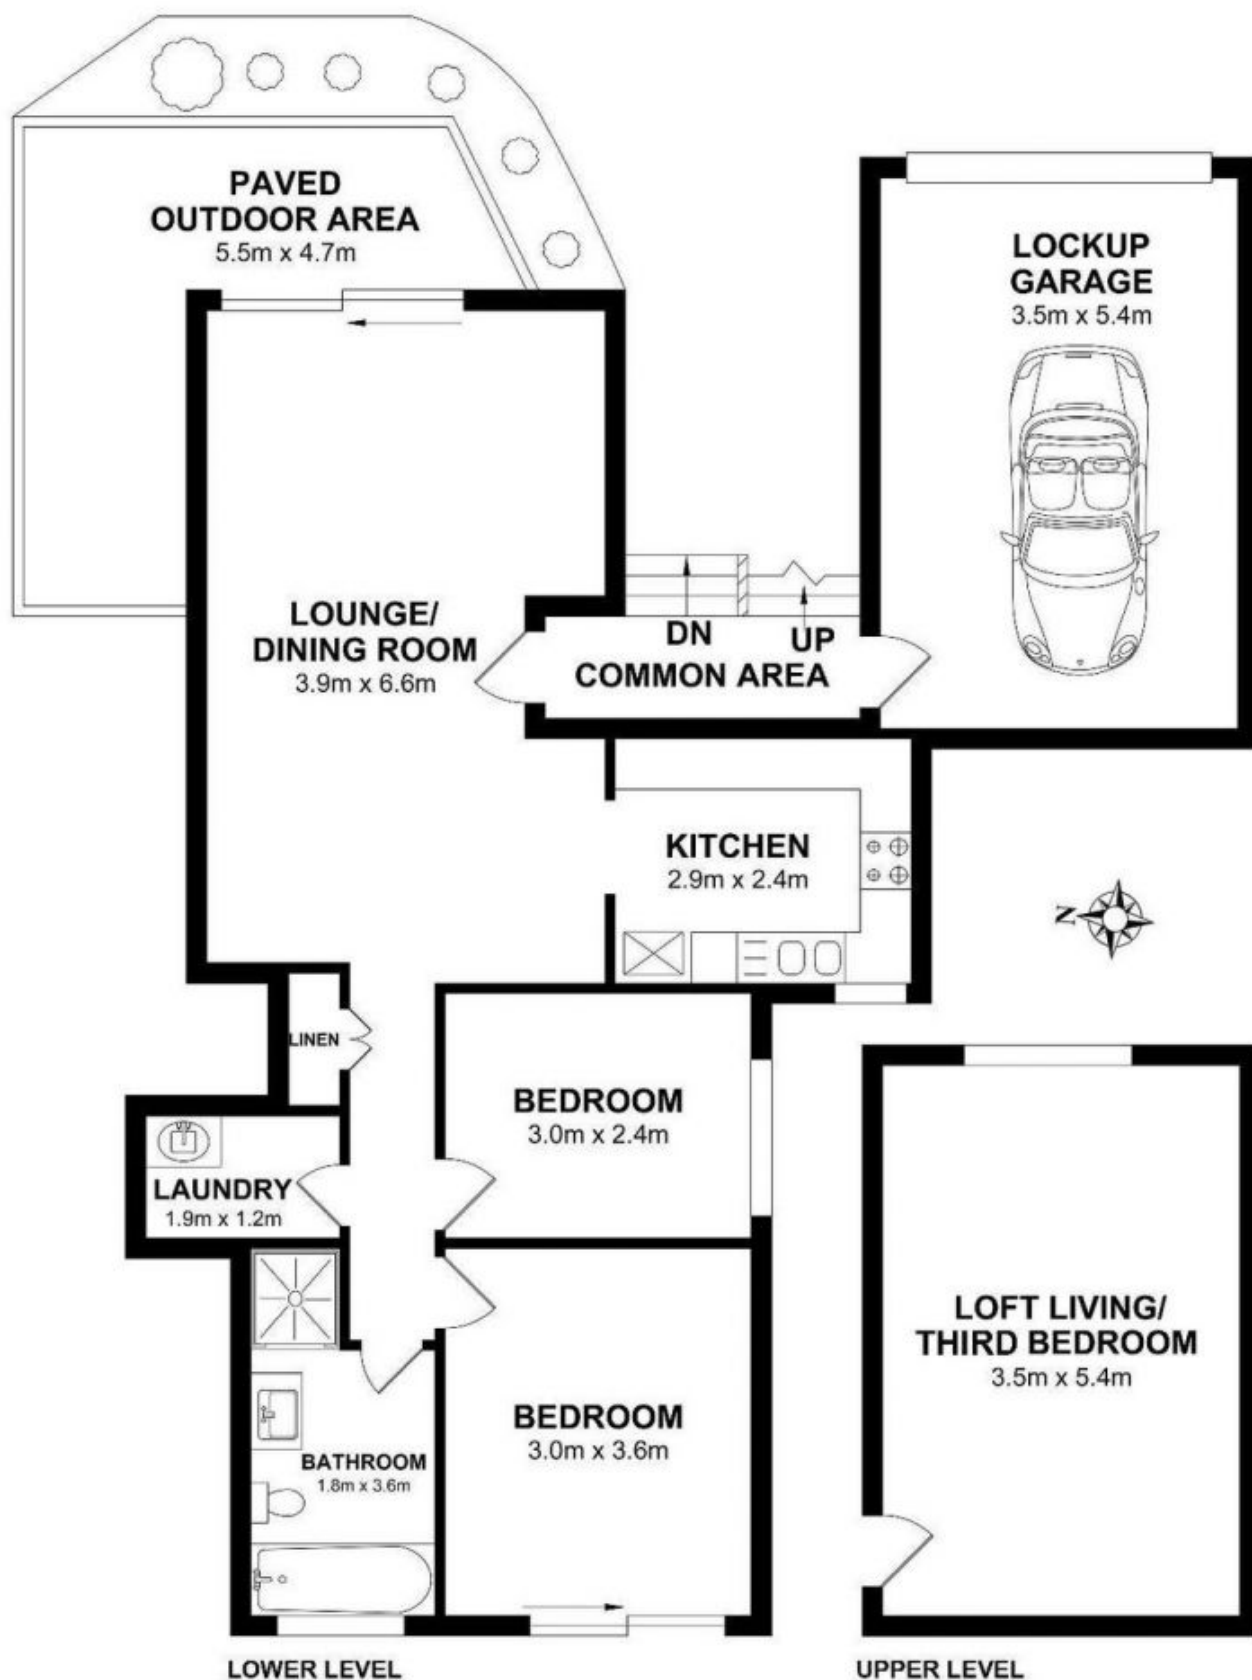 PAVED
OUTDOOR AREA
5.5m x 4.7m
LOCKUP
GARAGE
3.5m x 5.4m
LOUNGE/
DINING ROOM
3.9m x 6.6m
DN
UP
COMMON AREA
KITCHEN
2.9m x 2.4m
N
LINEN
BEDROOM
3.0m x 2.4m
LAUNDRY
1.9m x 1.2m
LOFT LIVING/
THIRD BEDROOM
3.5m x 5.4m
BEDROOM
3.0m x 3.6m
BATHROOM
1.8m x 3.6m
LOWER LEVEL
UPPER LEVEL